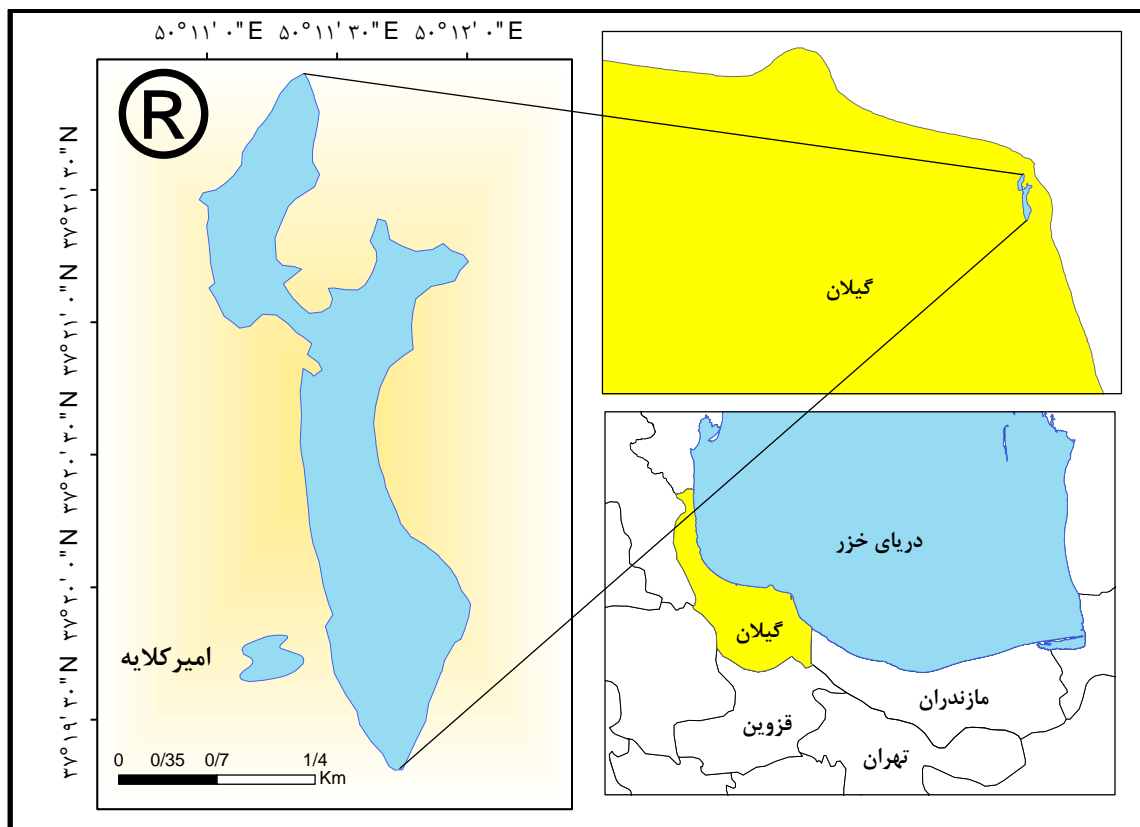 ۵۰°۱۱' ۰" E
۵۰°۱۱' ۳۰" E
۵۰°۱۲' ۰" E
R
۳۷°۲۱' ۳۰" N
۳۷°۲۱' ۰" N
۳۷°۲۰' ۳۰" N
۳۷°۲۰' ۰" N
۳۷°۱۹' ۳۰" N
امیرکلایه
0 0/35 0/7 1/4
Km
گیلان
دریای خزر
گیلان
مازندران
قزوین
تهران